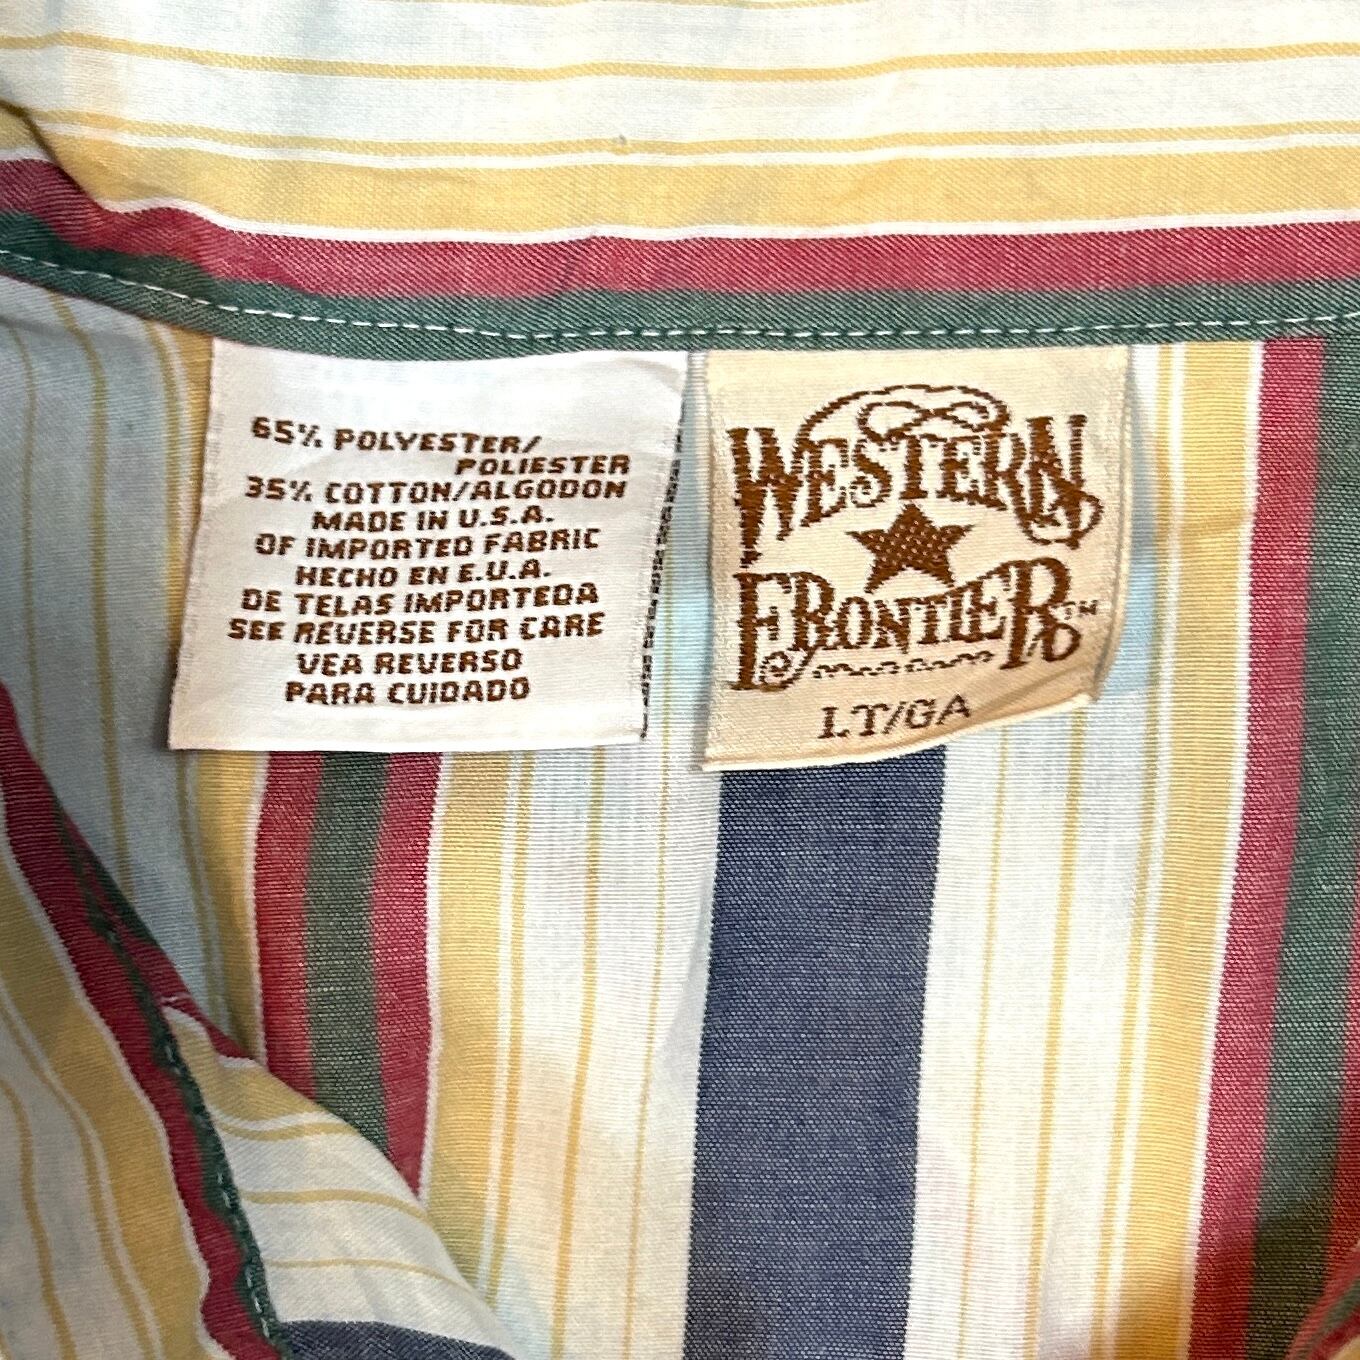 65% POLYESTER/
POLIESTER
35% COTTON/ALGODON
MADE IN U.S.A.
OF IMPORTED FABRIC
HECHO EN E.U.A.
DE TELAS IMPORTEDA
SEE REVERSE FOR CARE
VEA REVERSO
PARA CUIDADO
WESTERN
FRONTIER™
LT/GA